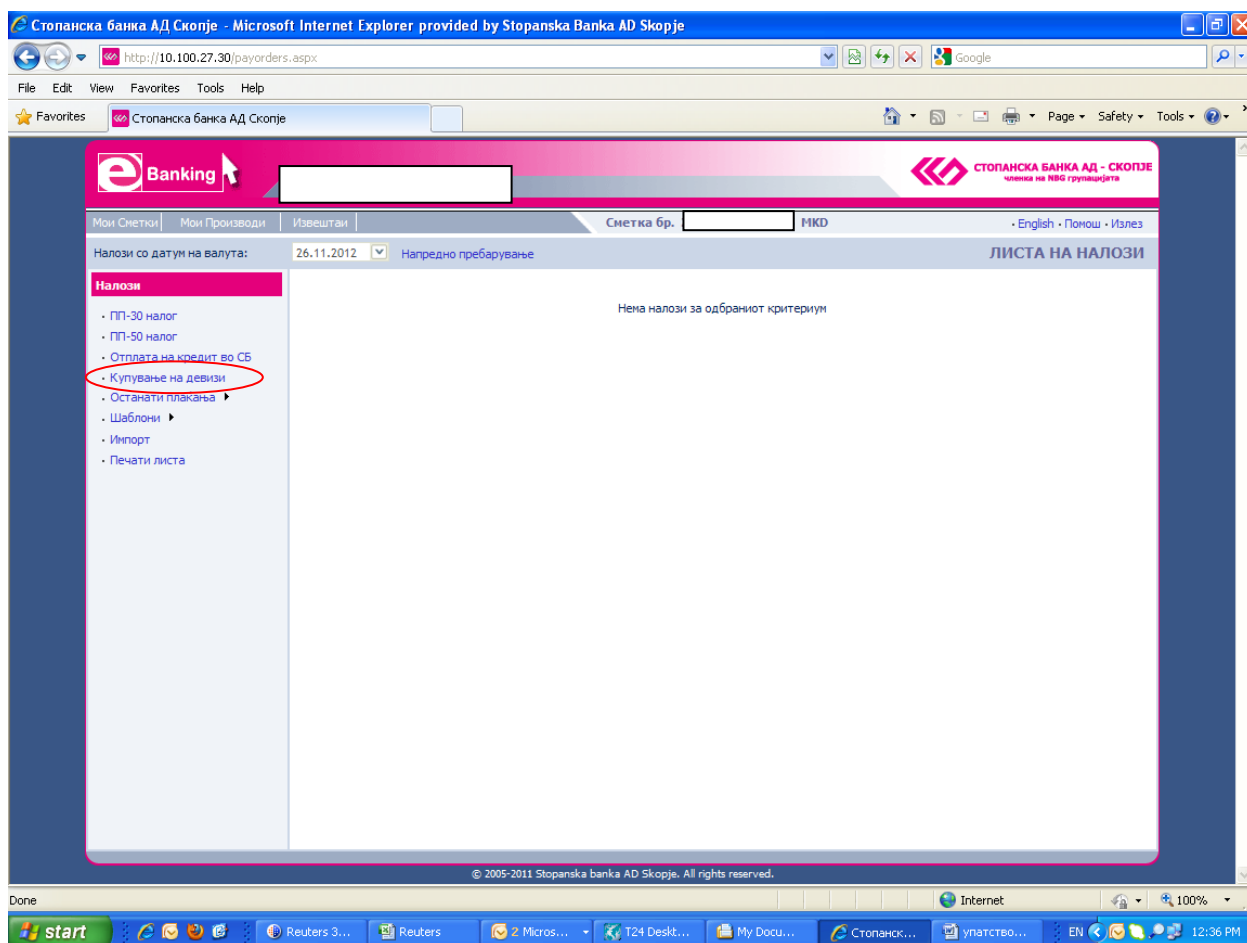 Стопанска банка АД Скопје - Microsoft Internet Explorer provided by Stopanska Banka AD Skopje
http://10.100.27.30/payorders.aspx
Google
File Edit View Favorites Tools Help
Favorites
Стопанска банка АД Скопје
Page Safety Tools
e Banking
СТОПАНСКА БАНКА АД - СКОПЈЕ
членка на NBG групацијата
Мои Сметки Мои Производи Извештаи Сметка бр. MKD · English · Помош · Излез
Налози со датум на валута: 26.11.2012 Напредно пребарување ЛИСТА НА НАЛОЗИ
Налози
Нема налози за одбраниот критериум
· ПП-30 налог
· ПП-50 налог
· Отплата на кредит во СБ
· Купување на девизи
· Останати плаќања
· Шаблони
· Импорт
· Печати листа
© 2005-2011 Stopanska banka AD Skopje. All rights reserved.
Done Internet 100%
start Reuters 3... Reuters 2 Micros... T24 Deskt... My Docu... Стопанск... упатство... EN 12:36 PM